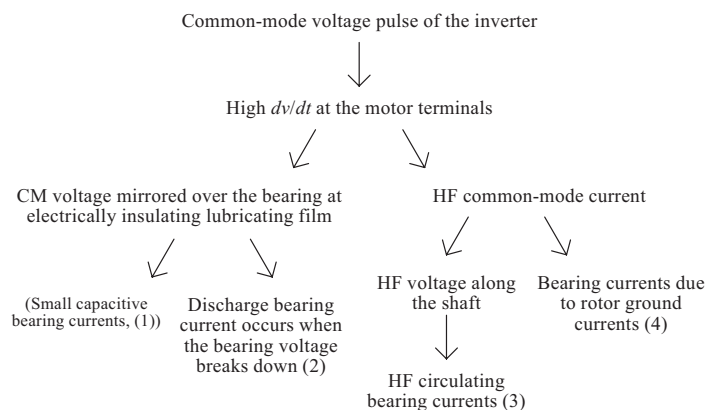 Common-mode voltage pulse of the inverter
High dv/dt at the motor terminals
CM voltage mirrored over the bearing at
electrically insulating lubricating film
HF common-mode current
(Small capacitive
bearing currents, (1))
Discharge bearing
current occurs when
the bearing voltage
breaks down (2)
HF voltage along
the shaft
Bearing currents due
to rotor ground
currents (4)
HF circulating
bearing currents (3)